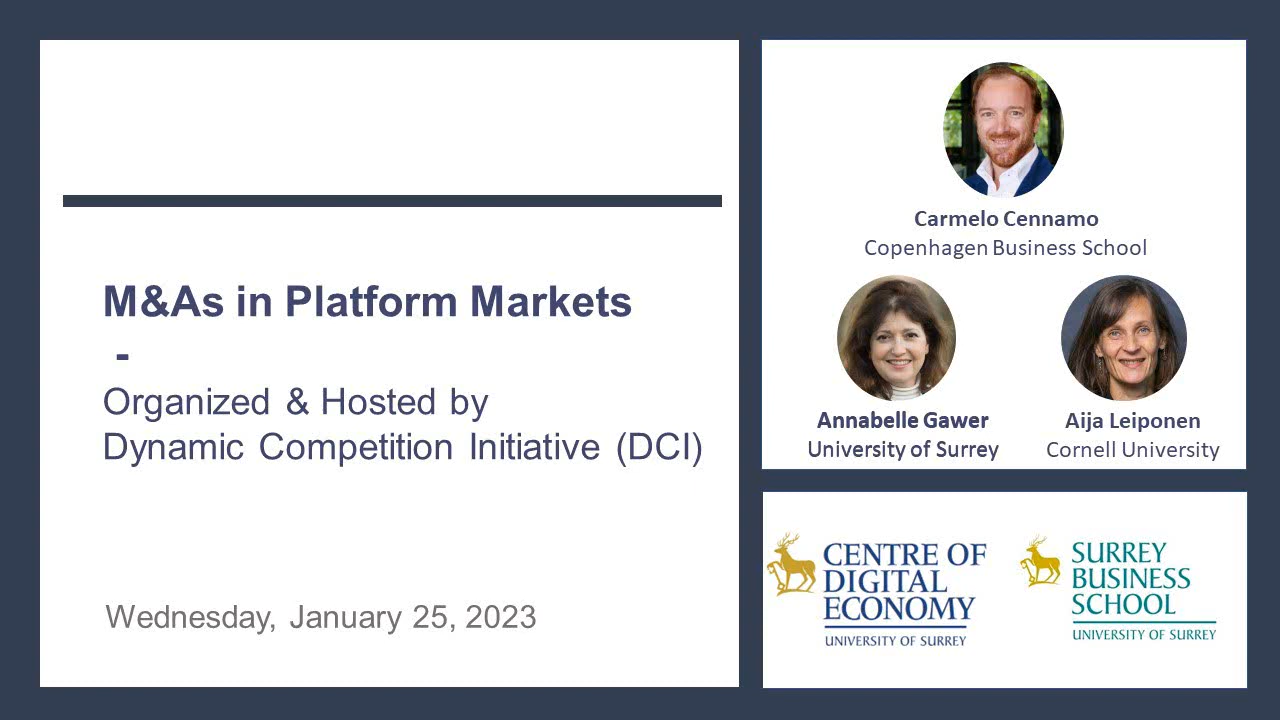 M&As in Platform Markets
-
Organized & Hosted by
Dynamic Competition Initiative (DCI)
Wednesday, January 25, 2023
Carmelo Cennamo
Copenhagen Business School
Annabelle Gawer
University of Surrey
Aija Leiponen
Cornell University
CENTRE OF
DIGITAL
ECONOMY
UNIVERSITY OF SURREY
SURREY
BUSINESS
SCHOOL
UNIVERSITY OF SURREY